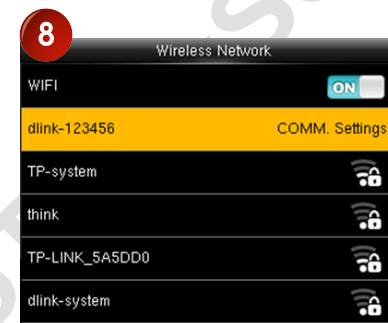 8
Wireless Network
WIFI ON
dlink-123456 COMM. Settings
TP-system
think
TP-LINK_5A5DD0
dlink-system